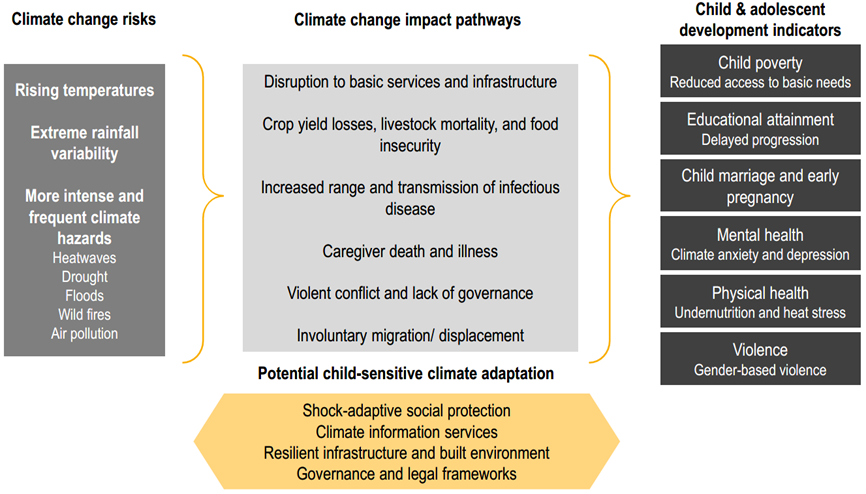 Climate change risks
Rising temperatures
Extreme rainfall
variability
More intense and
frequent climate
hazards
Heatwaves
Drought
Floods
Wild fires
Air pollution
Climate change impact pathways
Disruption to basic services and infrastructure
Crop yield losses, livestock mortality, and food
insecurity
Increased range and transmission of infectious
disease
Caregiver death and illness
Violent conflict and lack of governance
Involuntary migration/ displacement
Potential child-sensitive climate adaptation
Shock-adaptive social protection
Climate information services
Resilient infrastructure and built environment
Governance and legal frameworks
Child & adolescent
development indicators
Child poverty
Reduced access to basic needs
Educational attainment
Delayed progression
Child marriage and early
pregnancy
Mental health
Climate anxiety and depression
Physical health
Undernutrition and heat stress
Violence
Gender-based violence